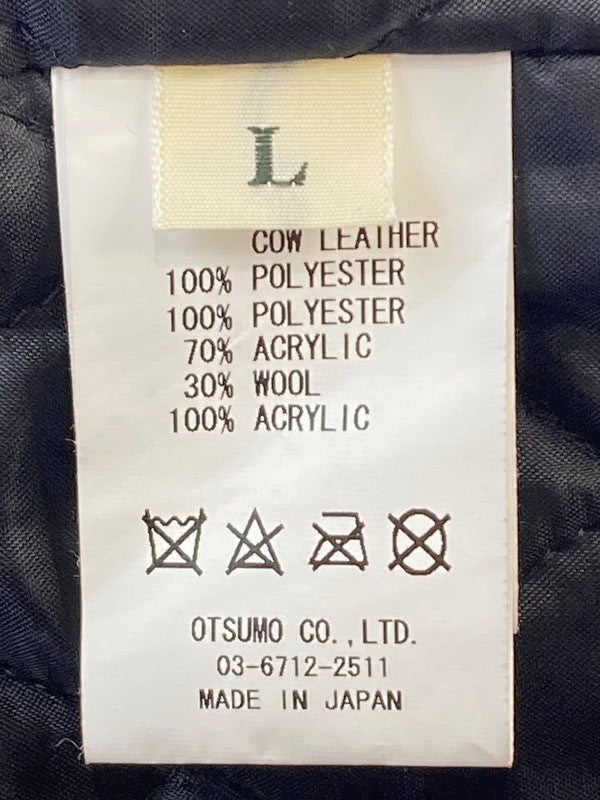 L
COW LEATHER
100% POLYESTER
100% POLYESTER
70% ACRYLIC
30% WOOL
100% ACRYLIC
OTSUMO CO.,LTD.
03-6712-2511
MADE IN JAPAN